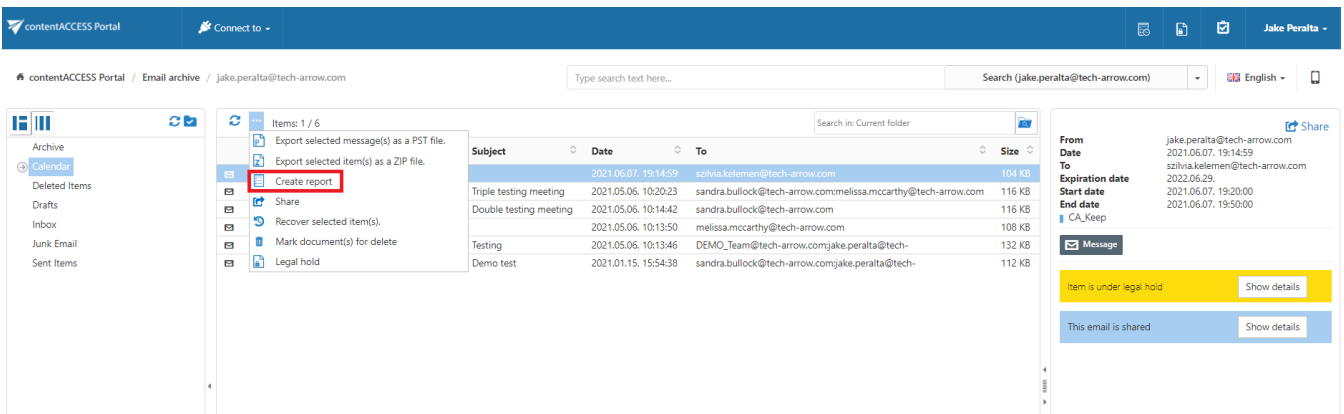 contentACCESS Portal
Connect to
Jake Peralta
contentACCESS Portal / Email archive / jake.peralta@tech-arrow.com
Type search text here...
Search (jake.peralta@tech-arrow.com)
English
Archive
Calendar
Deleted Items
Drafts
Inbox
Junk Email
Sent Items
Items: 1 / 6
Search in: Current folder
Export selected message(s) as a PST file.
Export selected item(s) as a ZIP file.
Create report
Share
Recover selected item(s).
Mark document(s) for delete
Legal hold
Subject Date To Size
2021.06.07. 19:14:59 szilvia.kelemen@tech-arrow.com 104 KB
Triple testing meeting 2021.05.06. 10:20:23 sandra.bullock@tech-arrow.com;melissa.mccarthy@tech-arrow.com 116 KB
Double testing meeting 2021.05.06. 10:14:42 sandra.bullock@tech-arrow.com 116 KB
2021.05.06. 10:13:50 melissa.mccarthy@tech-arrow.com 108 KB
Testing 2021.05.06. 10:13:46 DEMO_Team@tech-arrow.com;jake.peralta@tech- 132 KB
Demo test 2021.01.15. 15:54:38 sandra.bullock@tech-arrow.com;jake.peralta@tech- 112 KB
Share
From jake.peralta@tech-arrow.com
Date 2021.06.07. 19:14:59
To szilvia.kelemen@tech-arrow.com
Expiration date 2022.06.29.
Start date 2021.06.07. 19:20:00
End date 2021.06.07. 19:50:00
CA_Keep
Message
Item is under legal hold Show details
This email is shared Show details